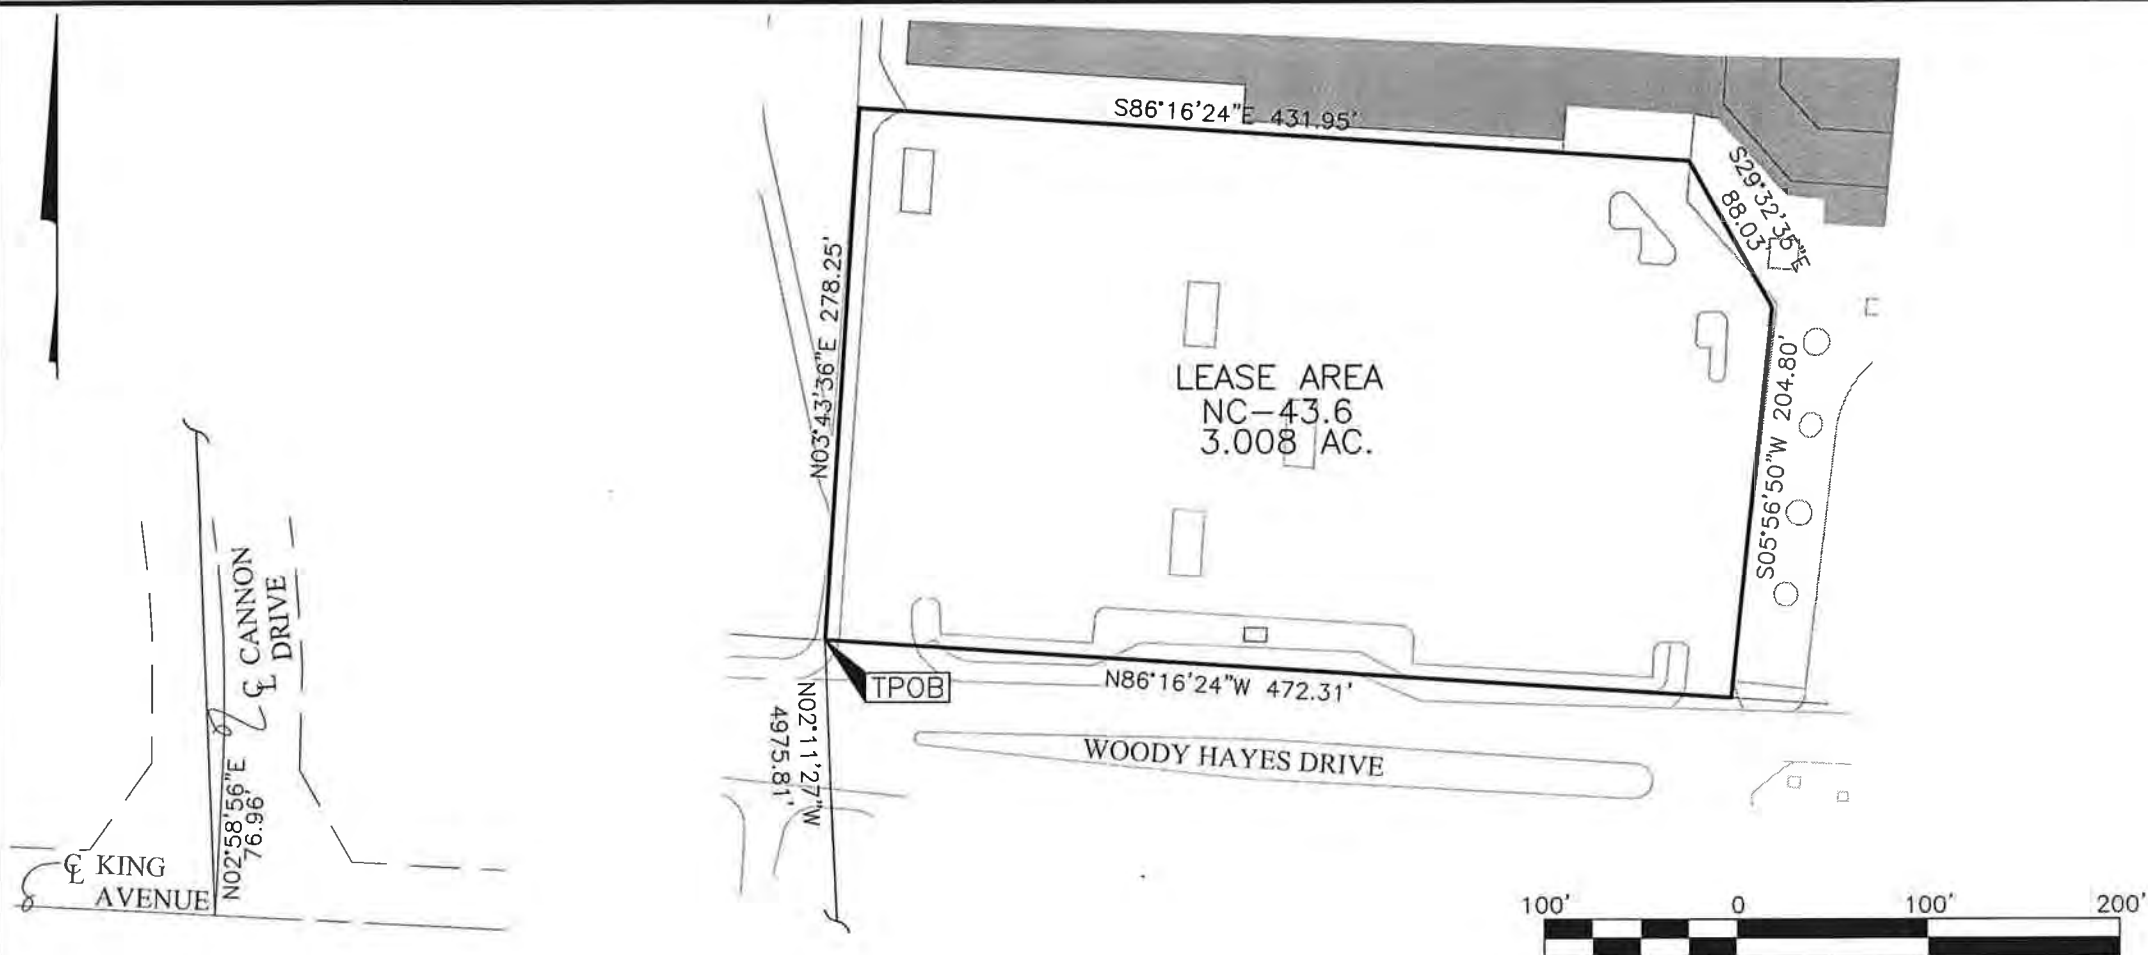 S86°16'24"E 431.95'
S29°32'35"E
88.03'
N03°43'36"E 278.25'
LEASE AREA
NC-43.6
3.008 AC.
S05°56'50"W 204.80'
TPOB
N86°16'24"W 472.31'
N02°11'27"W
4975.81'
WOODY HAYES DRIVE
℄ CANNON
DRIVE
N02°58'56"E
76.96'
℄ KING
AVENUE
100' 0 100' 200'